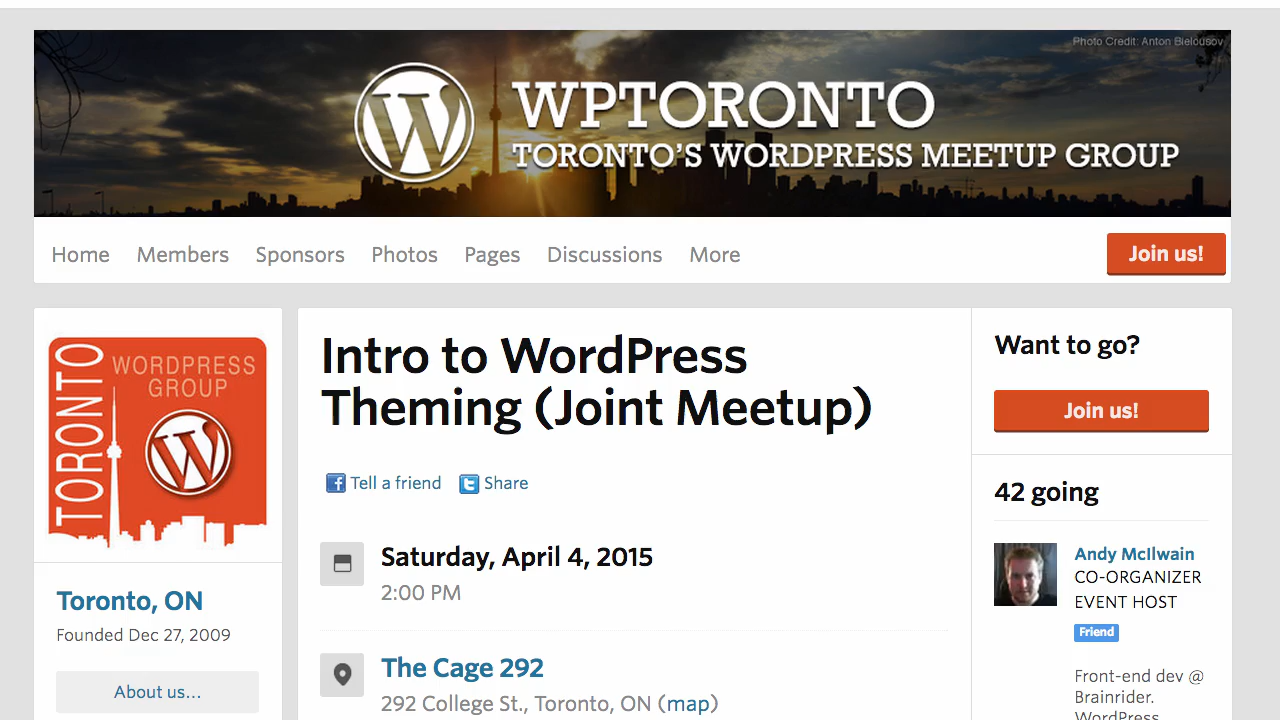 Photo Credit: Anton Bielousov
WPTORONTO
TORONTO'S WORDPRESS MEETUP GROUP
Home Members Sponsors Photos Pages Discussions More
Join us!
TORONTO
WORDPRESS
GROUP
Toronto, ON
Founded Dec 27, 2009
About us...
Intro to WordPress
Theming (Joint Meetup)
Tell a friend Share
Saturday, April 4, 2015
2:00 PM
The Cage 292
292 College St., Toronto, ON (map)
Want to go?
Join us!
42 going
Andy McIlwain
CO-ORGANIZER
EVENT HOST
Friend
Front-end dev @
Brainrider.
WordPress